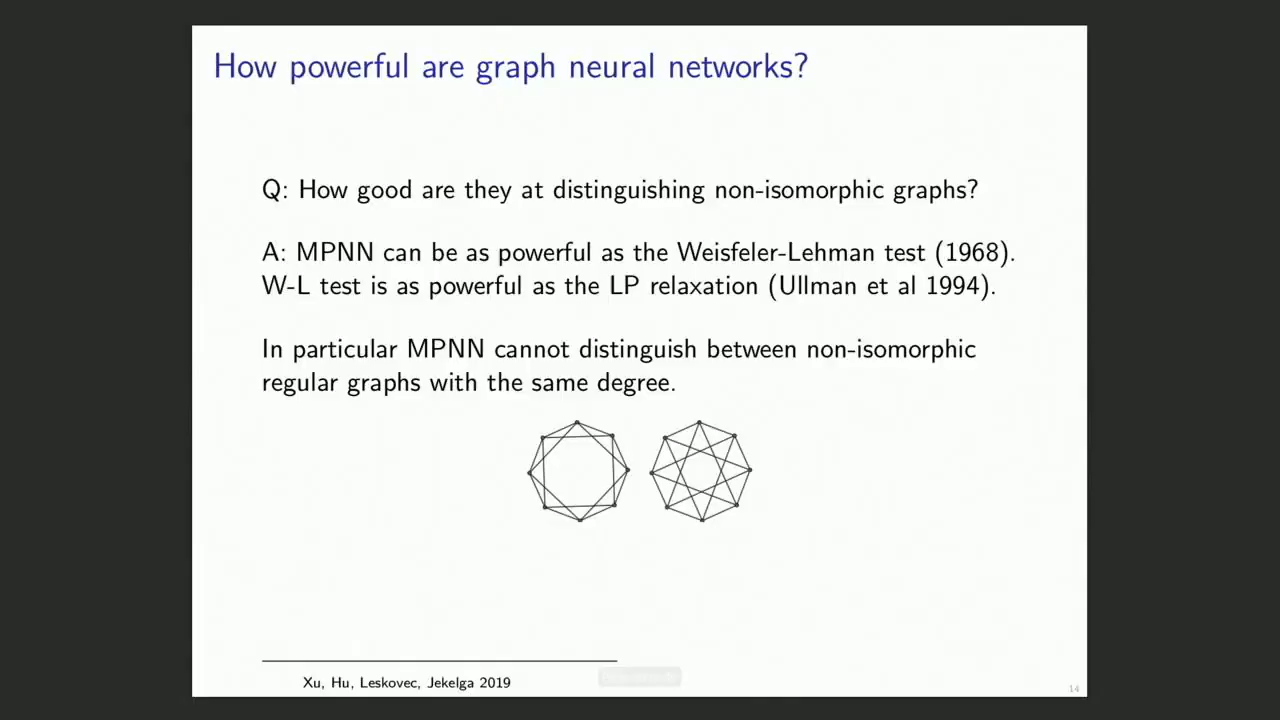 How powerful are graph neural networks?
Q: How good are they at distinguishing non-isomorphic graphs?
A: MPNN can be as powerful as the Weisfeler-Lehman test (1968).
W-L test is as powerful as the LP relaxation (Ullman et al 1994).
In particular MPNN cannot distinguish between non-isomorphic
regular graphs with the same degree.
Xu, Hu, Leskovec, Jekelga 2019
14